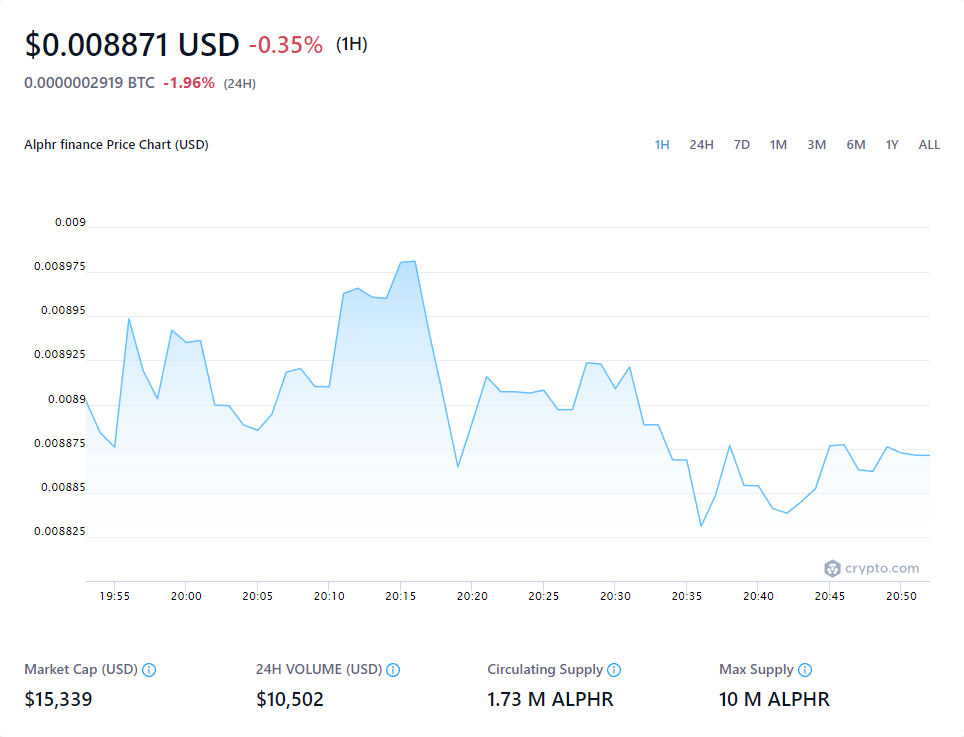 $0.008871 USD -0.35% (1H)
0.0000002919 BTC -1.96% (24H)
Alphr finance Price Chart (USD)
1H 24H 7D 1M 3M 6M 1Y ALL
0.009
0.008975
0.00895
0.008925
0.0089
0.008875
0.00885
0.008825
crypto.com
19:55 20:00 20:05 20:10 20:15 20:20 20:25 20:30 20:35 20:40 20:45 20:50
Market Cap (USD) 24H VOLUME (USD) Circulating Supply Max Supply
$15,339 $10,502 1.73 M ALPHR 10 M ALPHR